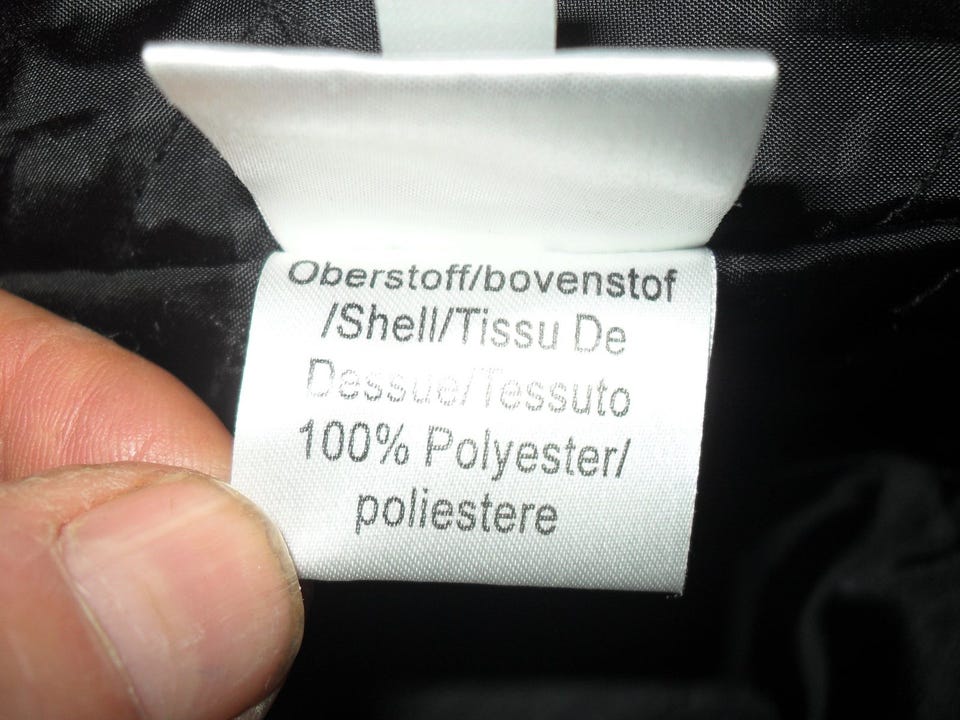 Oberstoff/bovenstof
/Shell/Tissu De
Dessue/Tessuto
100% Polyester/
poliestere